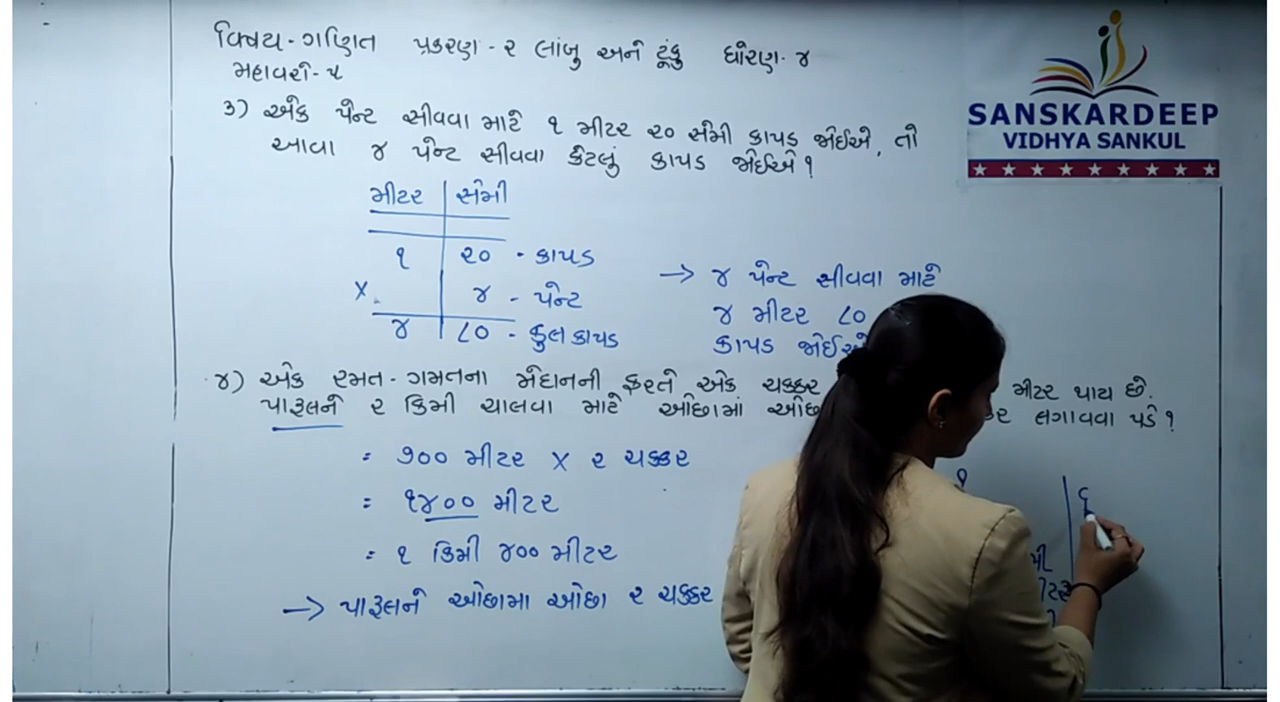 વિષય - ગણિત પ્રકરણ - ૨ લાંબુ અને ટૂંકુ ધોરણ - ૪
મહાવરો - ૫
૩) એક પેન્ટ સીવવા માટે ૧ મીટર ૨૦ સેમી કાપડ જોઈએ, તો
આવા ૪ પેન્ટ સીવવા કેટલું કાપડ જોઈએ ?
મીટર સેમી
૧ ૨૦ - કાપડ
X ૪ - પેન્ટ
૪ ૮૦ - કુલ કાપડ
→ ૪ પેન્ટ સીવવા માટે
૪ મીટર ૮૦
કાપડ જોઈએ
૪) એક રમત - ગમતના મેદાનની ફરતે એક ચક્કર મીટર થાય છે.
પારૂલને ૨ કિમી ચાલવા માટે ઓછામાં લગાવવા પડે ?
= ૭૦૦ મીટર X ૨ ચક્કર
= ૧૪૦૦ મીટર
= ૧ કિમી ૪૦૦ મીટર
→ પારૂલને ઓછામા ઓછા ૨ ચક્કર
૧
SANSKARDEEP
VIDHYA SANKUL